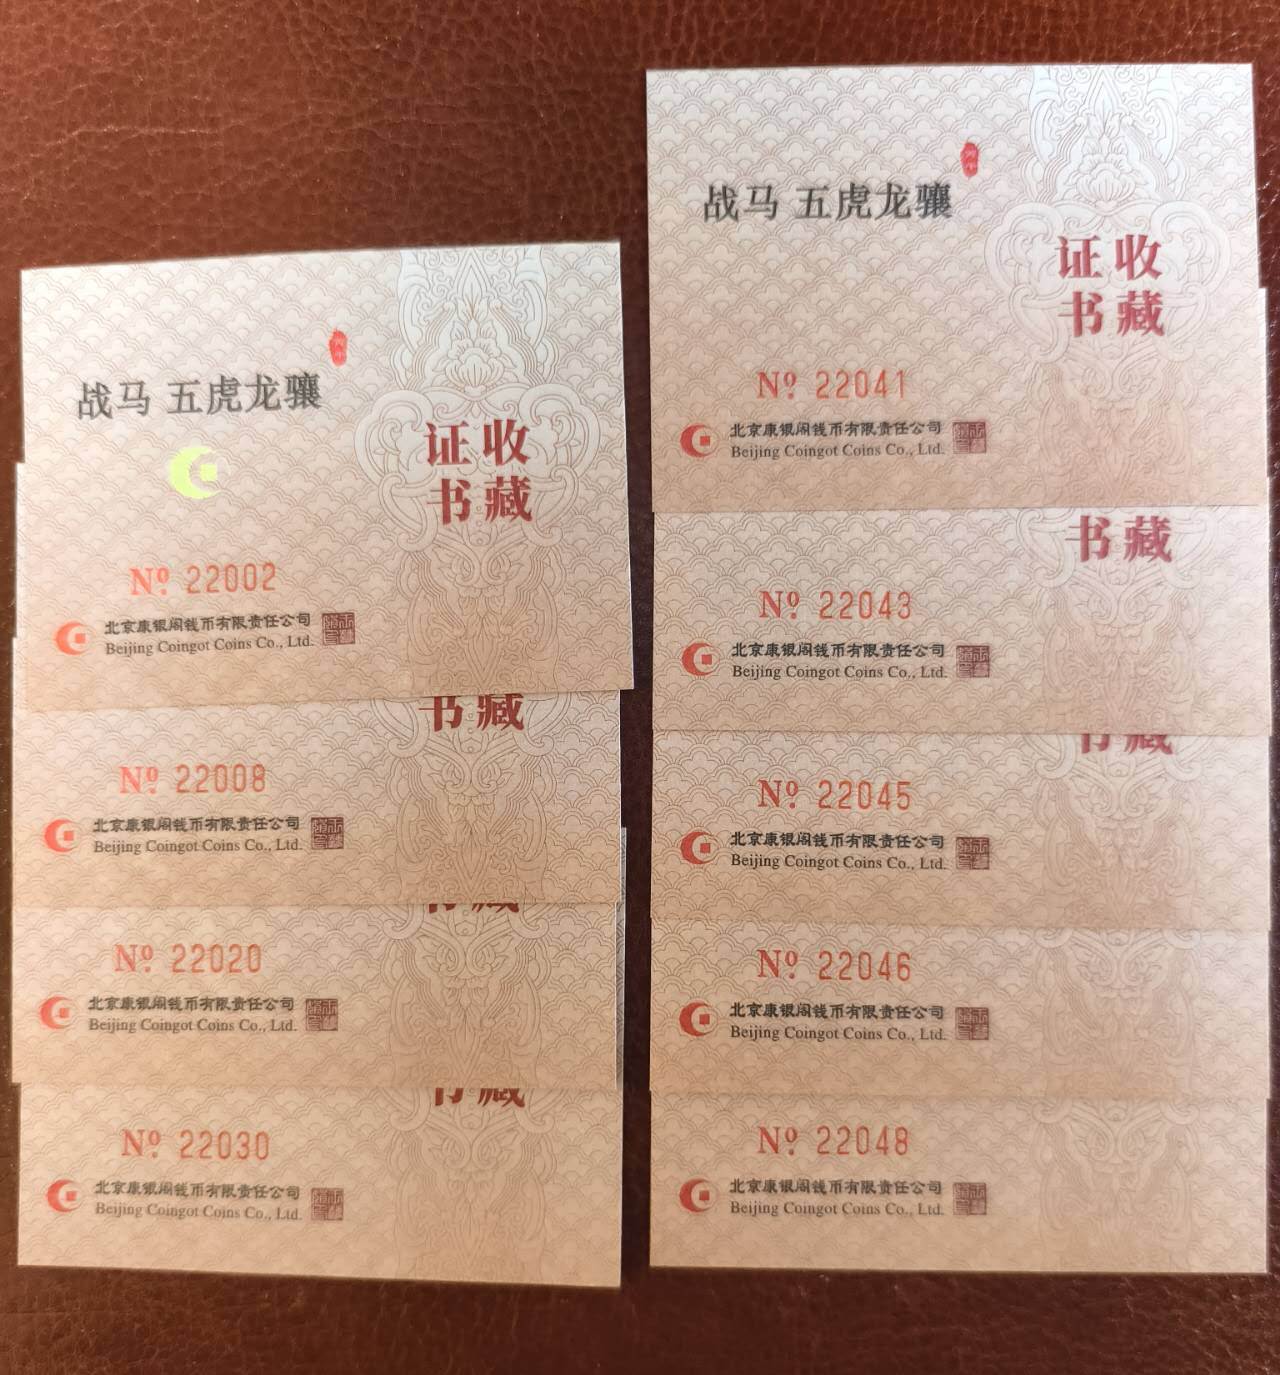 战马 五虎龙骧
证收
书藏
№ 22002
北京康银阁钱币有限责任公司
Beijing Coingot Coins Co., Ltd.
书藏
№ 22008
北京康银阁钱币有限责任公司
Beijing Coingot Coins Co., Ltd.
书藏
№ 22020
北京康银阁钱币有限责任公司
Beijing Coingot Coins Co., Ltd.
书藏
№ 22030
北京康银阁钱币有限责任公司
Beijing Coingot Coins Co., Ltd.
战马 五虎龙骧
证收
书藏
№ 22041
北京康银阁钱币有限责任公司
Beijing Coingot Coins Co., Ltd.
书藏
№ 22043
北京康银阁钱币有限责任公司
Beijing Coingot Coins Co., Ltd.
书藏
№ 22045
北京康银阁钱币有限责任公司
Beijing Coingot Coins Co., Ltd.
№ 22046
北京康银阁钱币有限责任公司
Beijing Coingot Coins Co., Ltd.
№ 22048
北京康银阁钱币有限责任公司
Beijing Coingot Coins Co., Ltd.